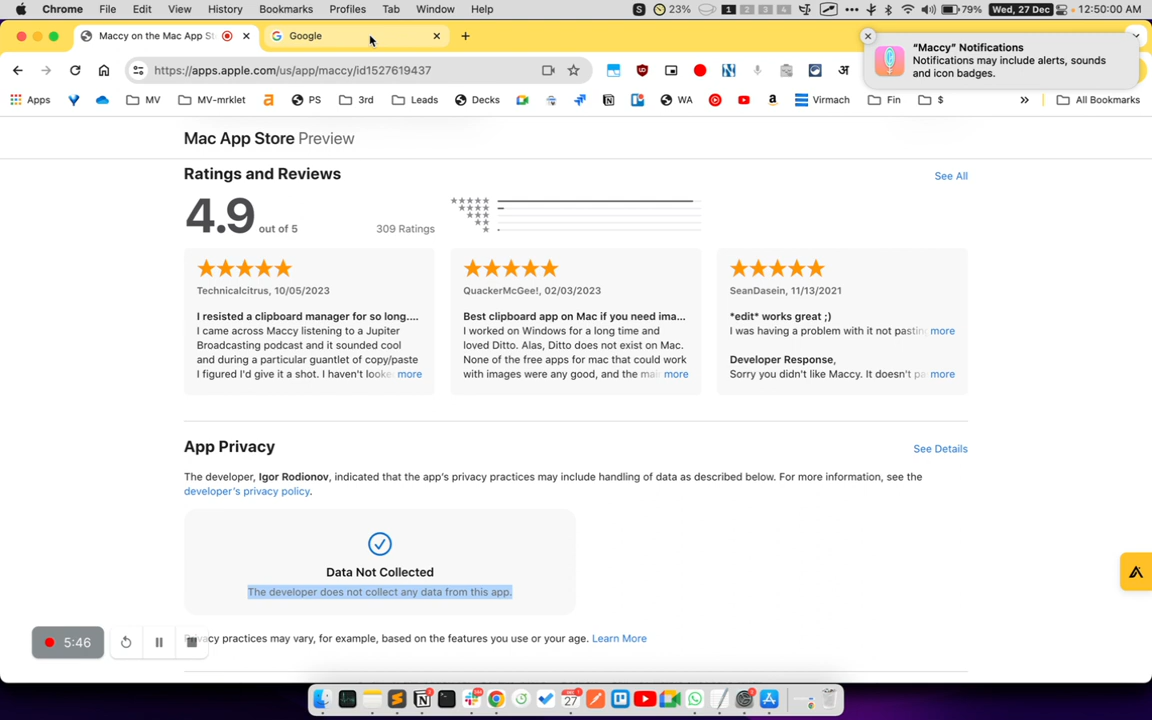 Chrome File Edit View History Bookmarks Profiles Tab Window Help S 23% 1 2 3 4 79% Wed, 27 Dec 12:50:00 AM
Maccy on the Mac App St
Google
"Maccy" Notifications
Notifications may include alerts, sounds
and icon badges.
https://apps.apple.com/us/app/maccy/id1527619437
Apps MV MV-mrklet PS 3rd Leads Decks WA Virmach Fin $ » All Bookmarks
Mac App Store Preview
Ratings and Reviews
See All
4.9 out of 5
309 Ratings
Technicalcitrus, 10/05/2023
I resisted a clipboard manager for so long....
I came across Maccy listening to a Jupiter
Broadcasting podcast and it sounded cool
and during a particular guantlet of copy/paste
I figured I'd give it a shot. I haven't looke more
QuackerMcGee!, 02/03/2023
Best clipboard app on Mac if you need ima...
I worked on Windows for a long time and
loved Ditto. Alas, Ditto does not exist on Mac.
None of the free apps for mac that could work
with images were any good, and the mai more
SeanDasein, 11/13/2021
*edit* works great ;)
I was having a problem with it not pasting more
Developer Response,
Sorry you didn't like Maccy. It doesn't pa more
App Privacy
See Details
The developer, Igor Rodionov, indicated that the app's privacy practices may include handling of data as described below. For more information, see the
developer's privacy policy.
Data Not Collected
The developer does not collect any data from this app.
Privacy practices may vary, for example, based on the features you use or your age. Learn More
5:46